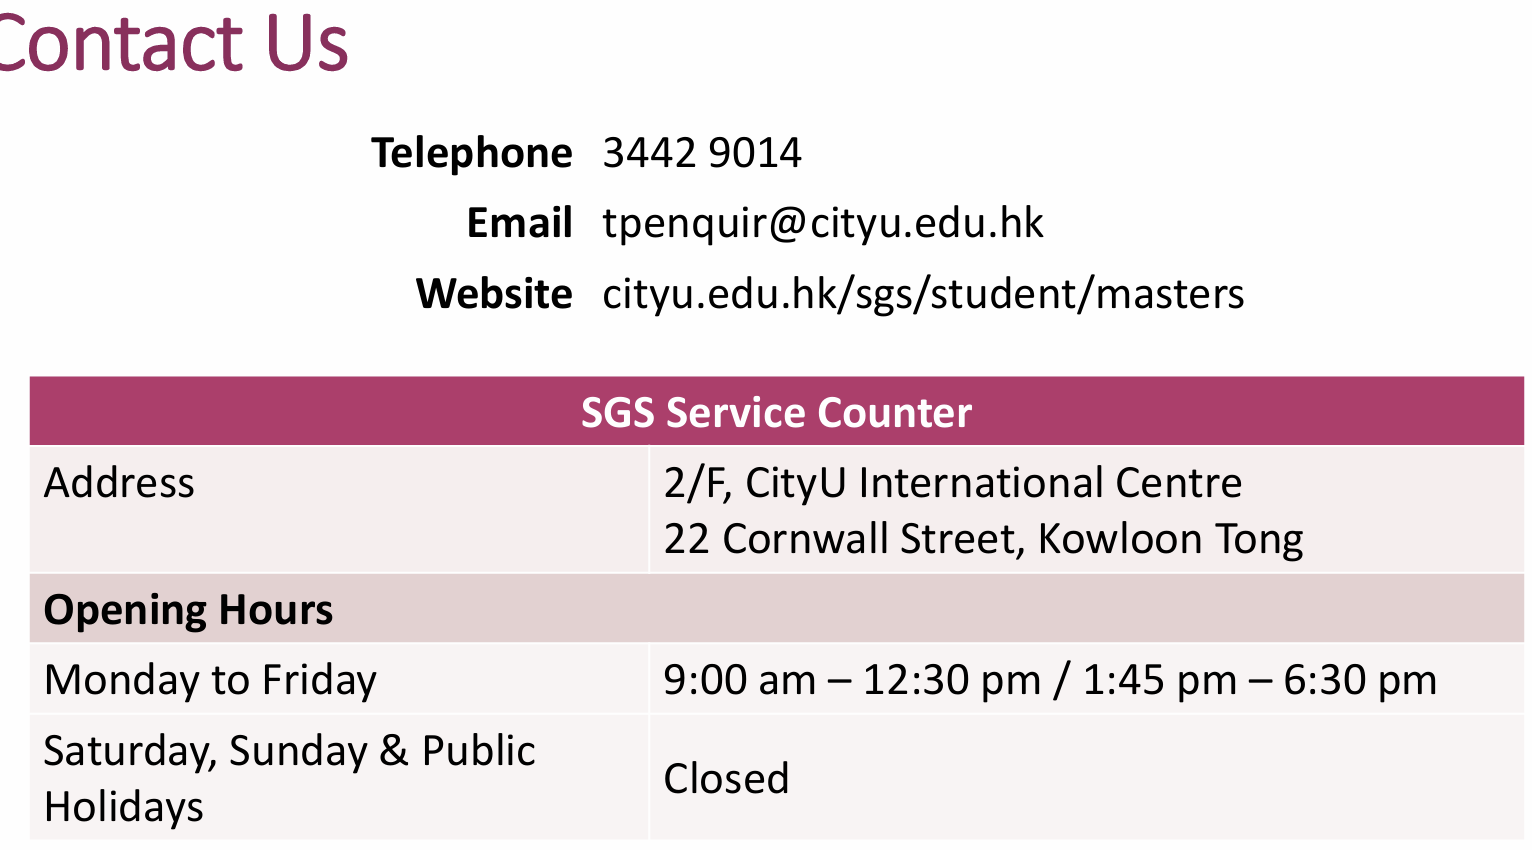 Contact Us
Telephone 3442 9014
Email tpenquir@cityu.edu.hk
Website cityu.edu.hk/sgs/student/masters
SGS Service Counter
Address 2/F, CityU International Centre
22 Cornwall Street, Kowloon Tong
Opening Hours
Monday to Friday 9:00 am – 12:30 pm / 1:45 pm – 6:30 pm
Saturday, Sunday & Public
Holidays
Closed